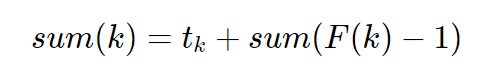 sum(k) = t_k + sum(F(k) − 1)